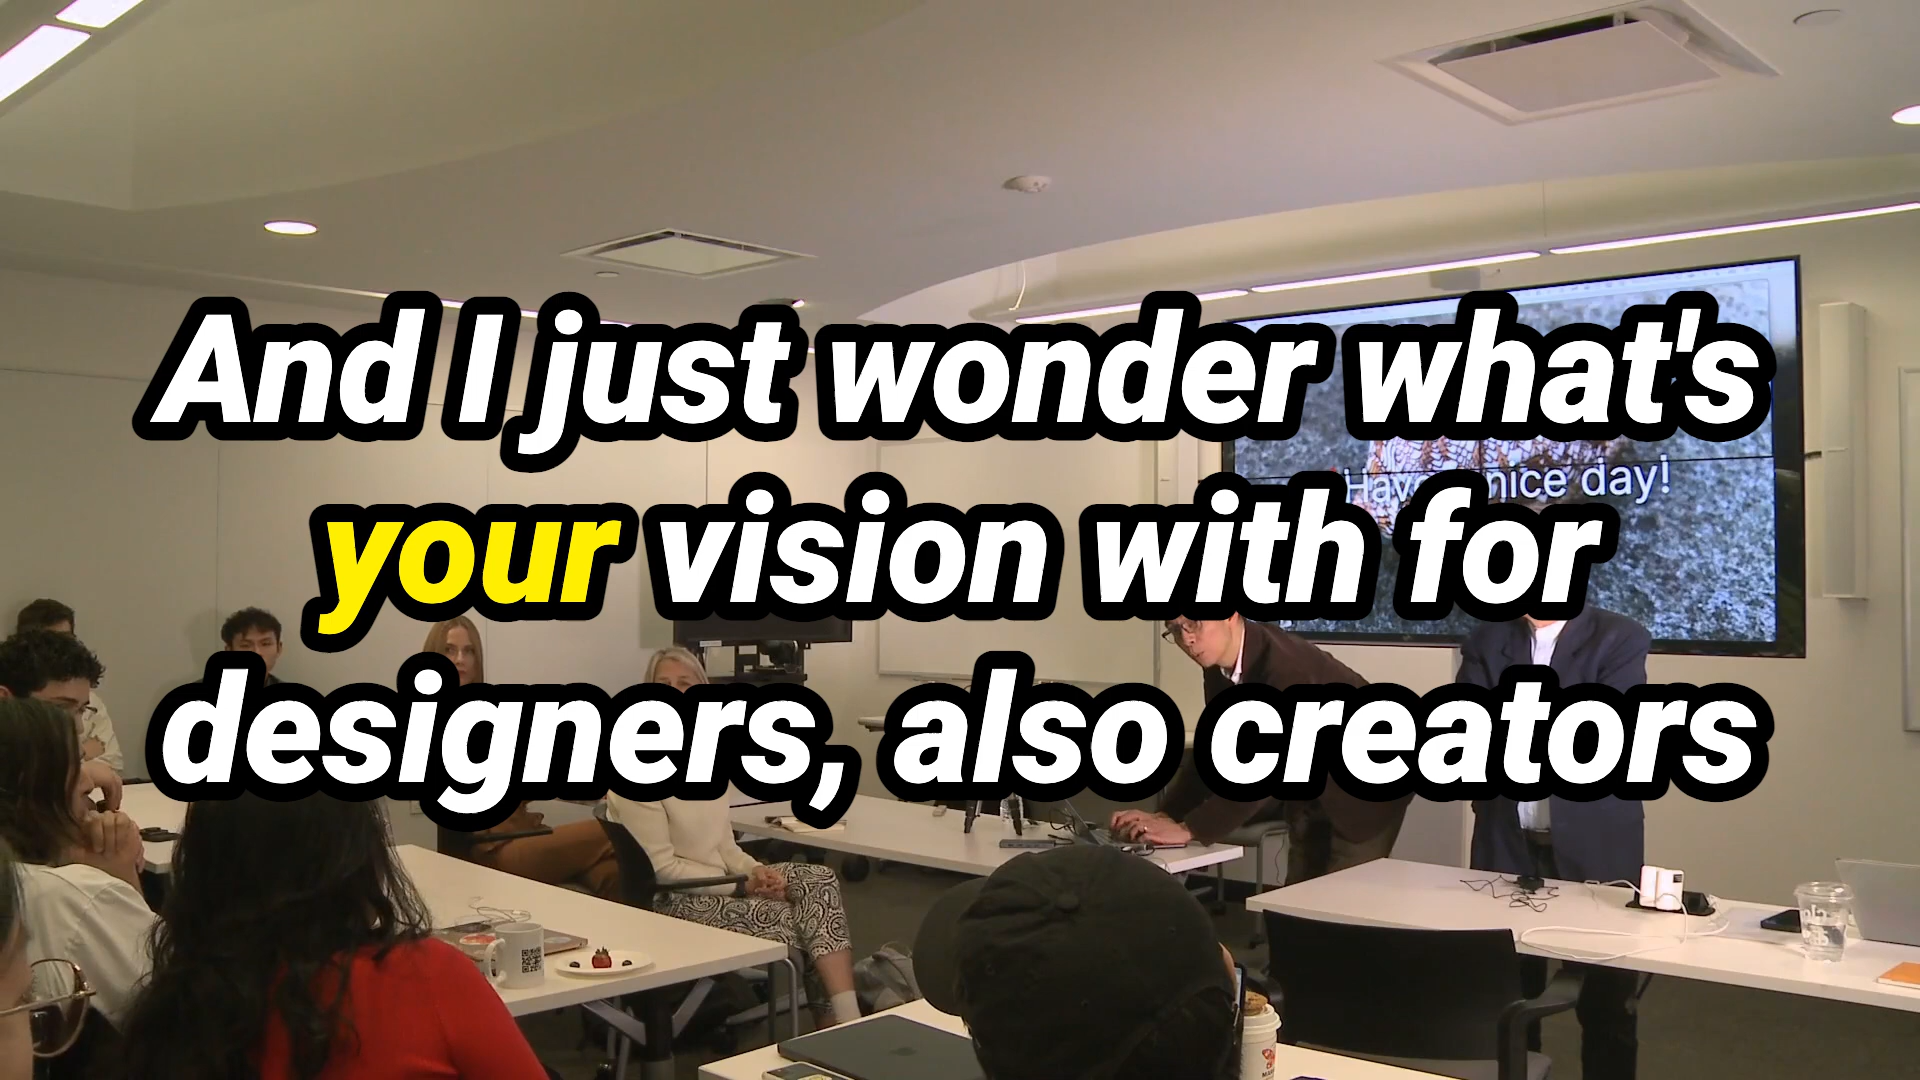 And I just wonder what's
your vision with for
designers, also creators
nice day!